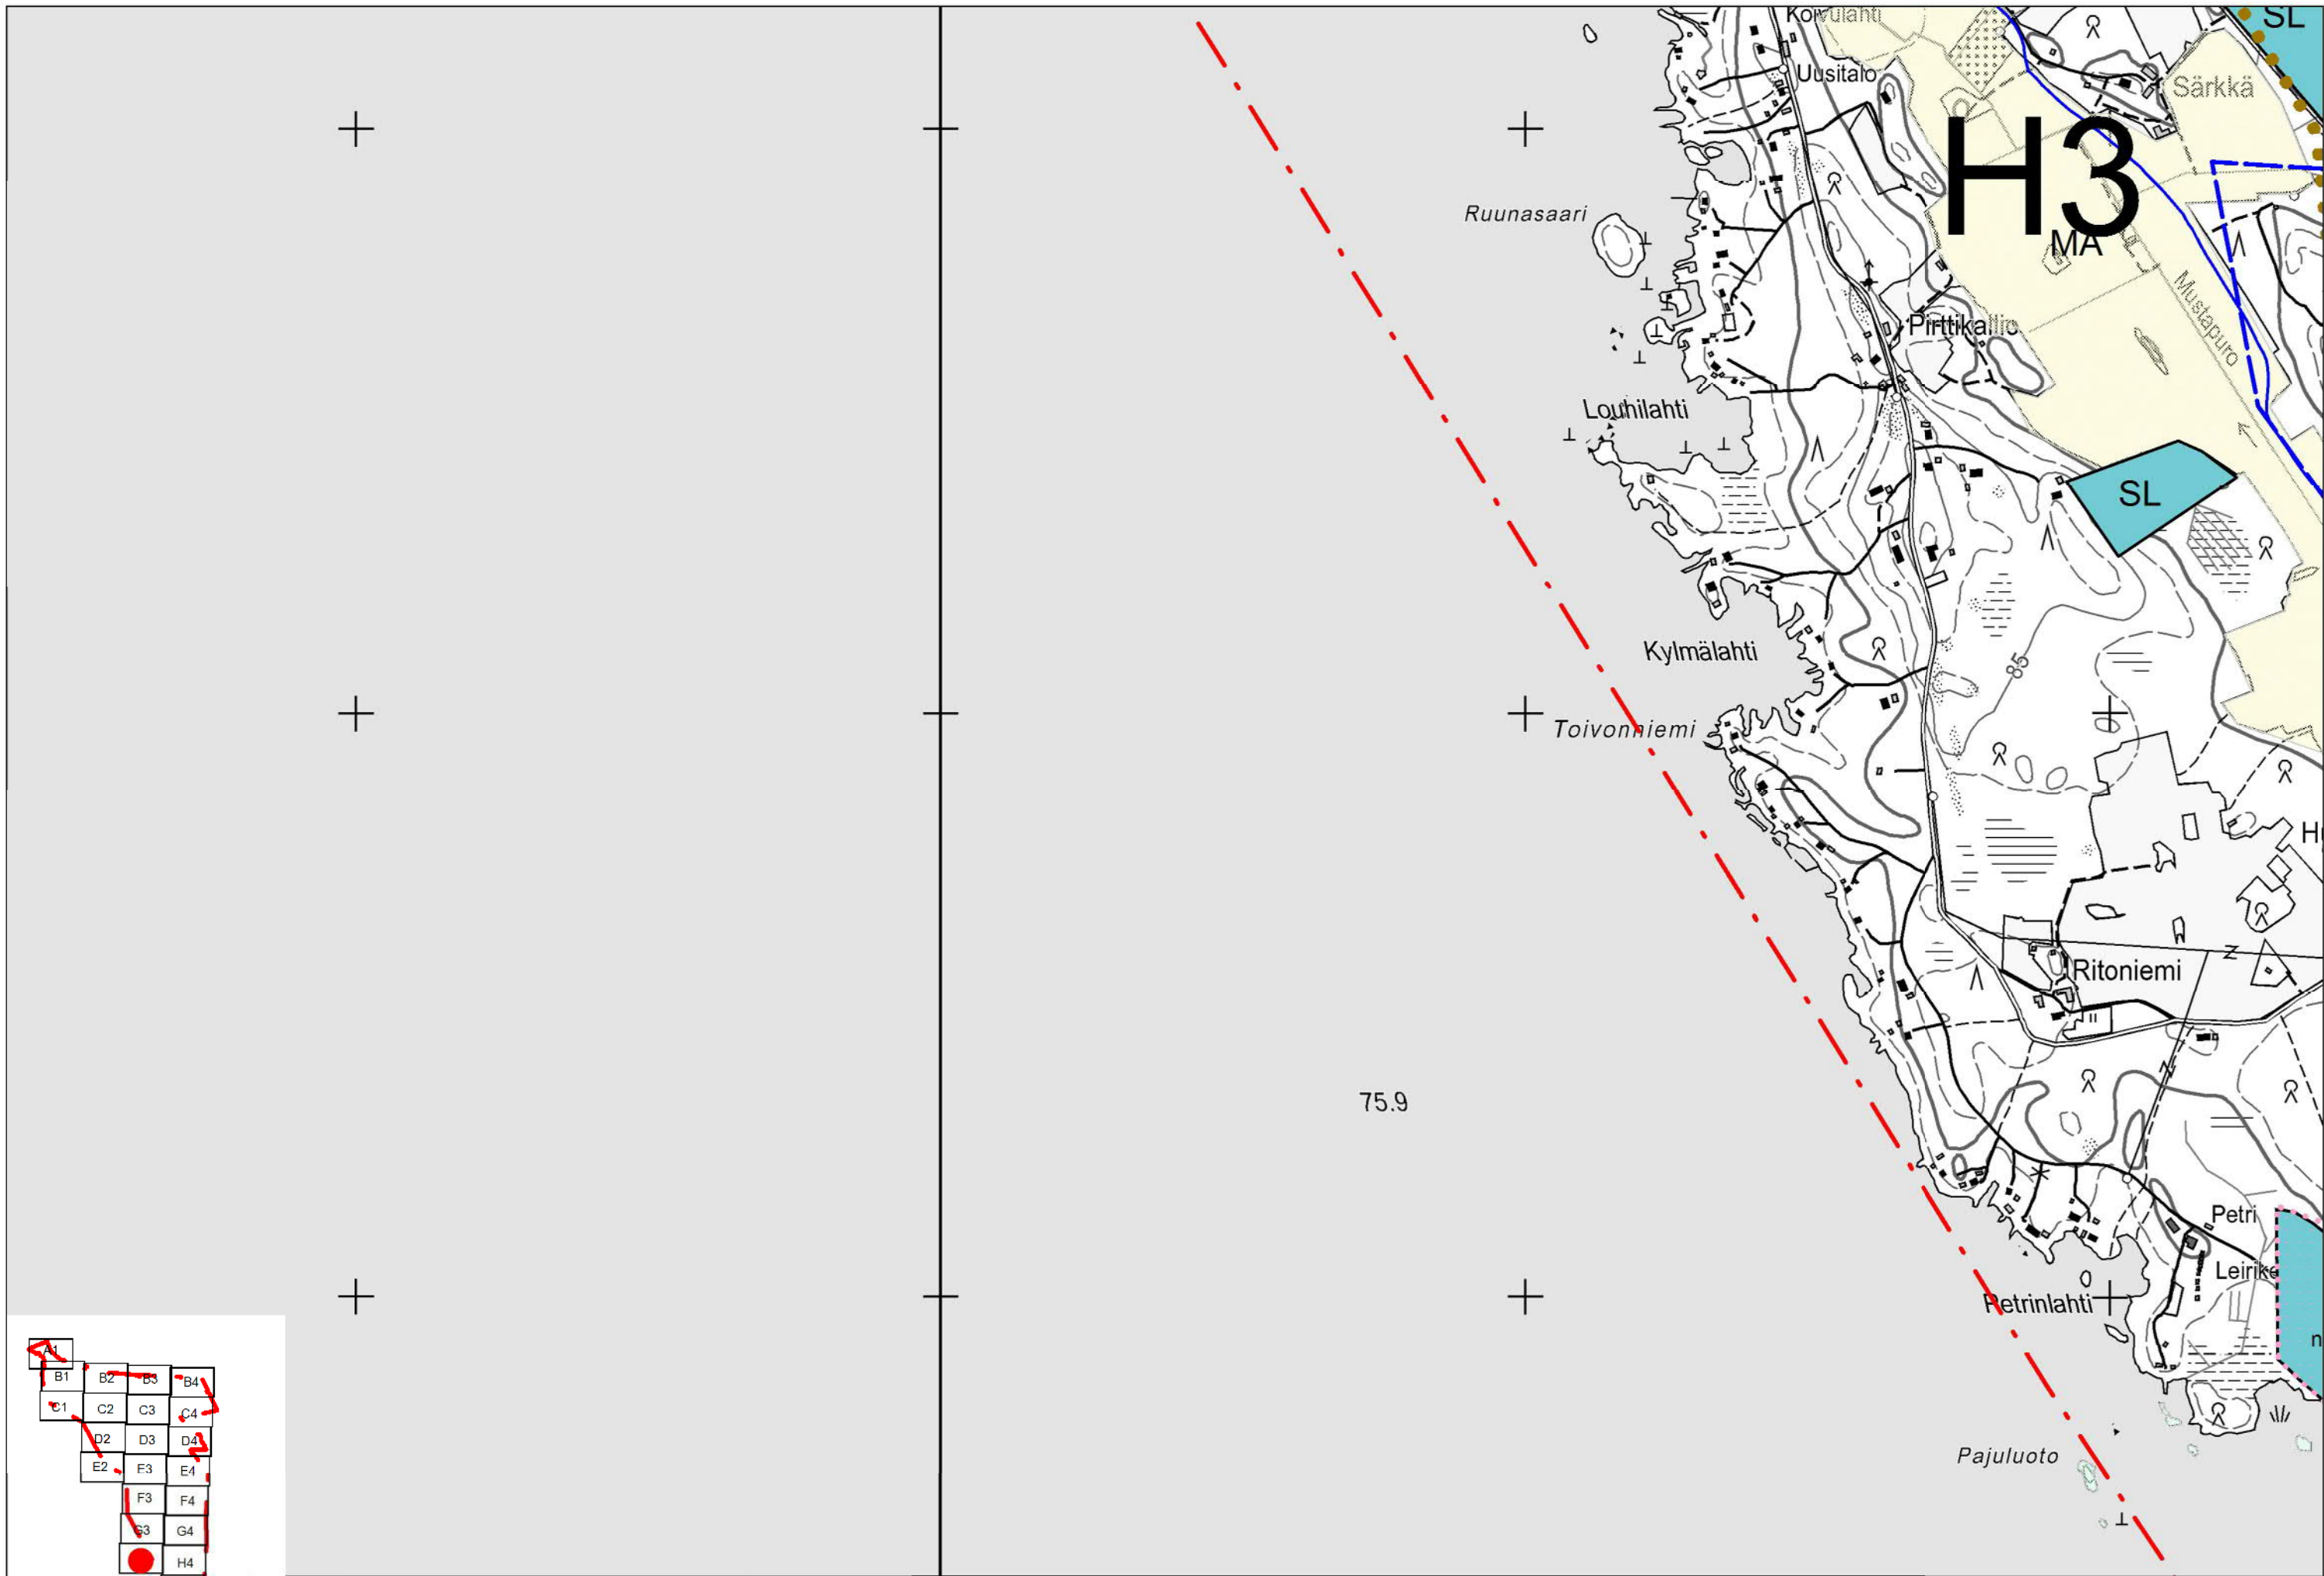 Koivulahti
SL
Uusitalo
Särkkä
H3
MA
Ruunasaari
Mustapuro
Pirttikallio
Louhilahti
SL
Kylmälahti
85
Toivonniemi
Ritoniemi
75.9
Petri
Petrinlahti
Pajuluoto
A1
B1 B2 B3 B4
C1 C2 C3 C4
D2 D3 D4
E2 E3 E4
F3 F4
G3 G4
H4